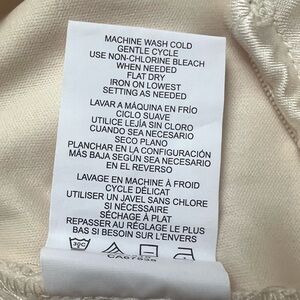 MACHINE WASH COLD
GENTLE CYCLE
USE NON-CHLORINE BLEACH
WHEN NEEDED
FLAT DRY
IRON ON LOWEST
SETTING AS NEEDED
LAVAR A MÁQUINA EN FRÍO
CICLO SUAVE
UTILICE LEJÍA SIN CLORO
CUANDO SEA NECESARIO
SECO PLANO
PLANCHAR EN LA CONFIGURACIÓN
MÁS BAJA SEGÚN SEA NECESARIO
EN EL REVERSO
LAVAGE EN MACHINE À FROID
CYCLE DÉLICAT
UTILISER UN JAVEL SANS CHLORE
SI NÉCESSAIRE
SÉCHAGE À PLAT
REPASSER AU RÉGLAGE LE PLUS
BAS SI BESOIN SUR L'ENVERS
30C